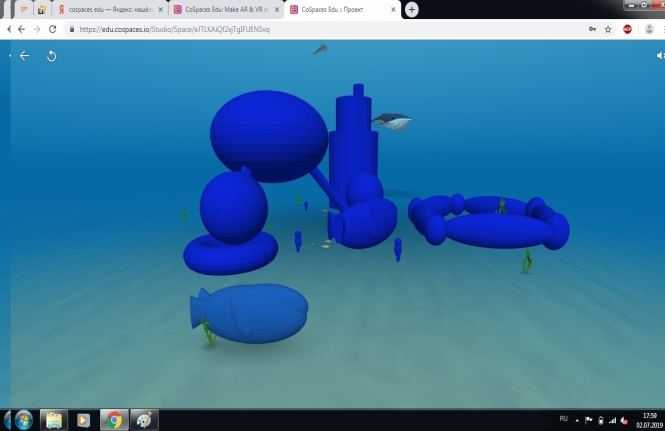 cospaces edu — Яндекс: нашёл
CoSpaces Edu: Make AR & VR in
CoSpaces Edu :: Проект
https://edu.cospaces.io/Studio/Space/
ABP
RU
17:59
02.07.2019